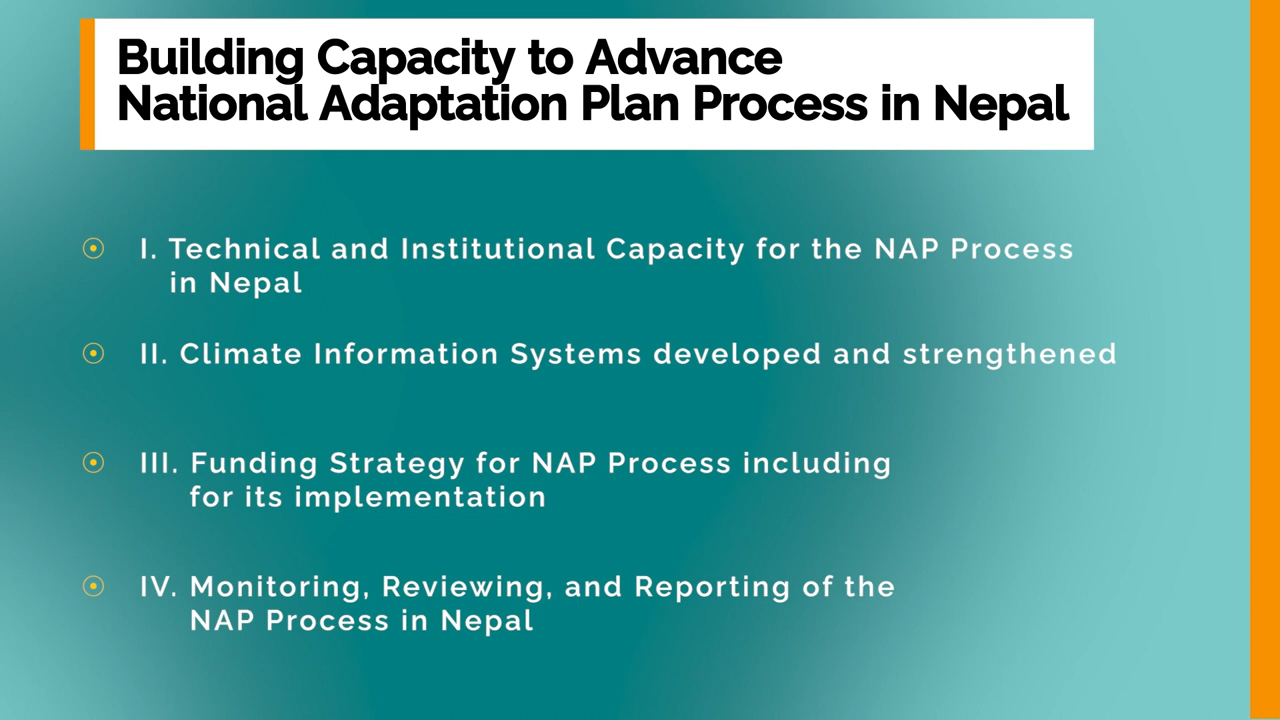 Building Capacity to Advance
National Adaptation Plan Process in Nepal
I. Technical and Institutional Capacity for the NAP Process
in Nepal
II. Climate Information Systems developed and strengthened
III. Funding Strategy for NAP Process including
for its implementation
IV. Monitoring, Reviewing, and Reporting of the
NAP Process in Nepal